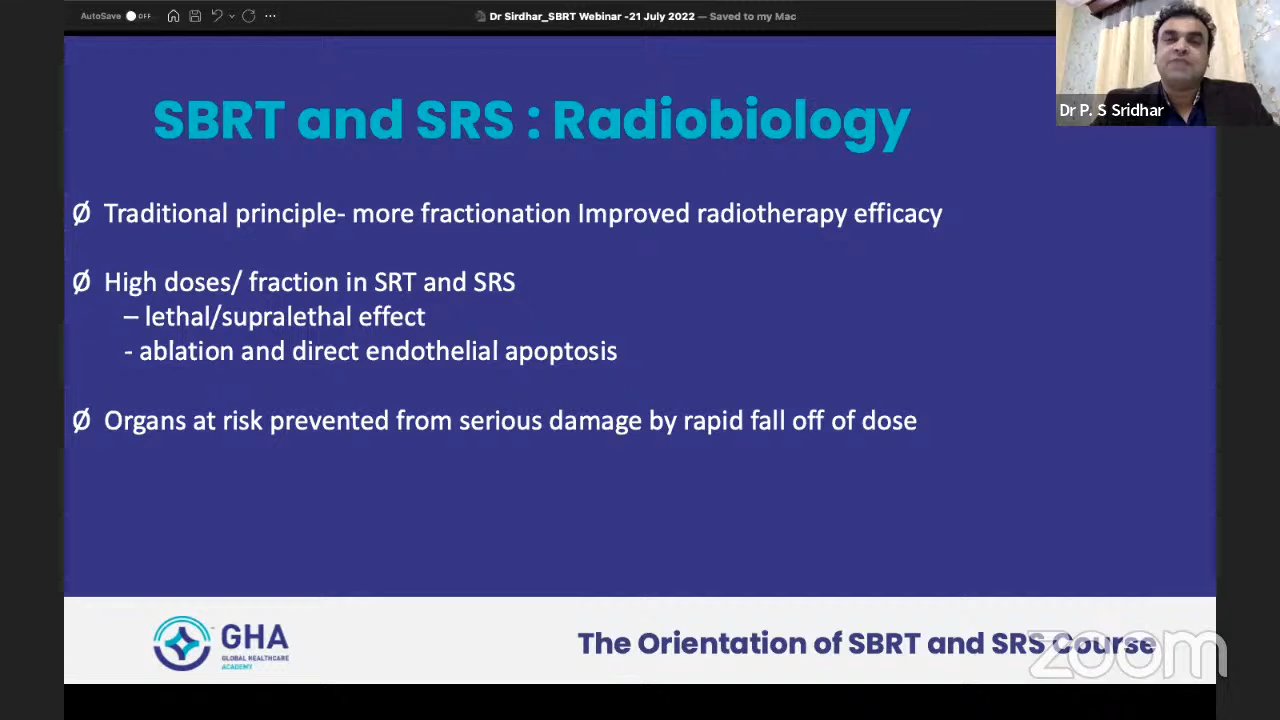 AutoSave OFF
Dr Sirdhar_SBRT Webinar -21 July 2022 — Saved to my Mac
Dr P. S Sridhar
SBRT and SRS : Radiobiology
Ø Traditional principle- more fractionation Improved radiotherapy efficacy
Ø High doses/ fraction in SRT and SRS
– lethal/supralethal effect
- ablation and direct endothelial apoptosis
Ø Organs at risk prevented from serious damage by rapid fall off of dose
GHA
GLOBAL HEALTHCARE
ACADEMY
The Orientation of SBRT and SRS Course
zoom